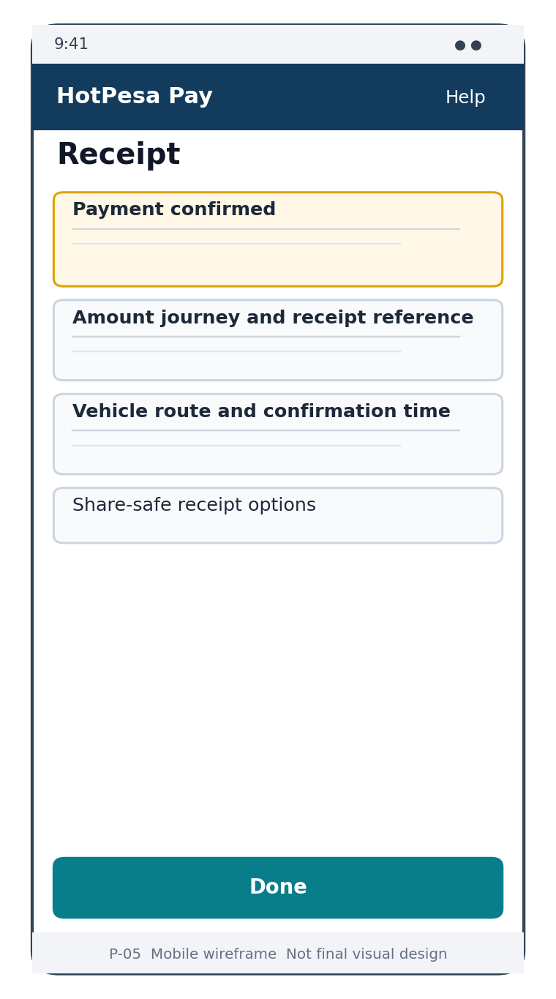 9:41
HotPesa Pay
Help
Receipt
Payment confirmed
Amount journey and receipt reference
Vehicle route and confirmation time
Share-safe receipt options
Done
P-05  Mobile wireframe  Not final visual design